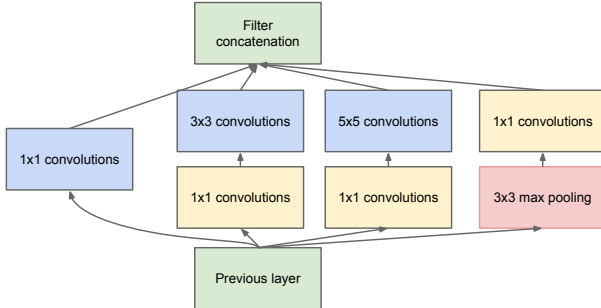 Filter
concatenation
3x3 convolutions
5x5 convolutions
1x1 convolutions
1x1 convolutions
1x1 convolutions
1x1 convolutions
3x3 max pooling
Previous layer